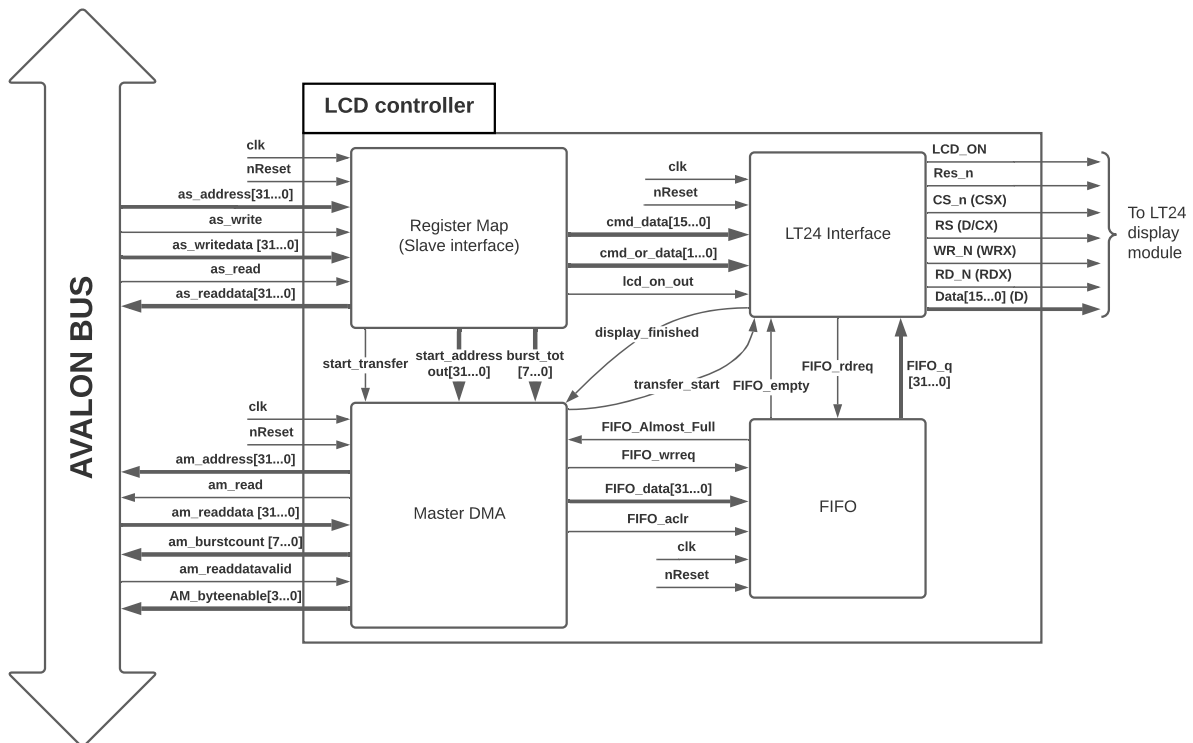 LCD controller
AVALON BUS
clk
nReset
as_address[31...0]
as_write
as_writedata [31...0]
as_read
as_readdata[31...0]
Register Map
(Slave interface)
clk
nReset
cmd_data[15...0]
cmd_or_data[1...0]
lcd_on_out
LT24 Interface
LCD_ON
Res_n
CS_n (CSX)
RS (D/CX)
WR_N (WRX)
RD_N (RDX)
Data[15...0] (D)
To LT24
display
module
start_transfer
start_address
out[31...0]
burst_tot
[7...0]
display_finished
transfer_start
FIFO_empty
FIFO_rdreq
FIFO_q
[31...0]
clk
nReset
am_address[31...0]
am_read
am_readdata [31...0]
am_burstcount [7...0]
am_readdatavalid
AM_byteenable[3...0]
Master DMA
FIFO_Almost_Full
FIFO_wrreq
FIFO_data[31...0]
FIFO_aclr
clk
nReset
FIFO